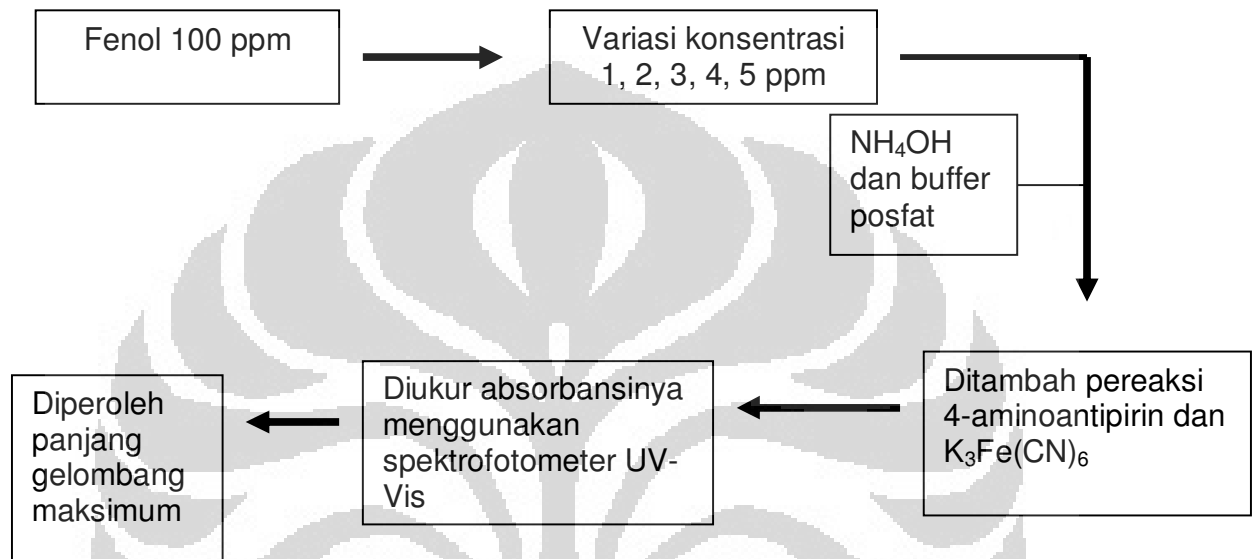 Fenol 100 ppm
Variasi konsentrasi
1, 2, 3, 4, 5 ppm
NH₄OH
dan buffer
posfat
Ditambah pereaksi
4-aminoantipirin dan
K₃Fe(CN)₆
Diukur absorbansinya
menggunakan
spektrofotometer UV-
Vis
Diperoleh
panjang
gelombang
maksimum